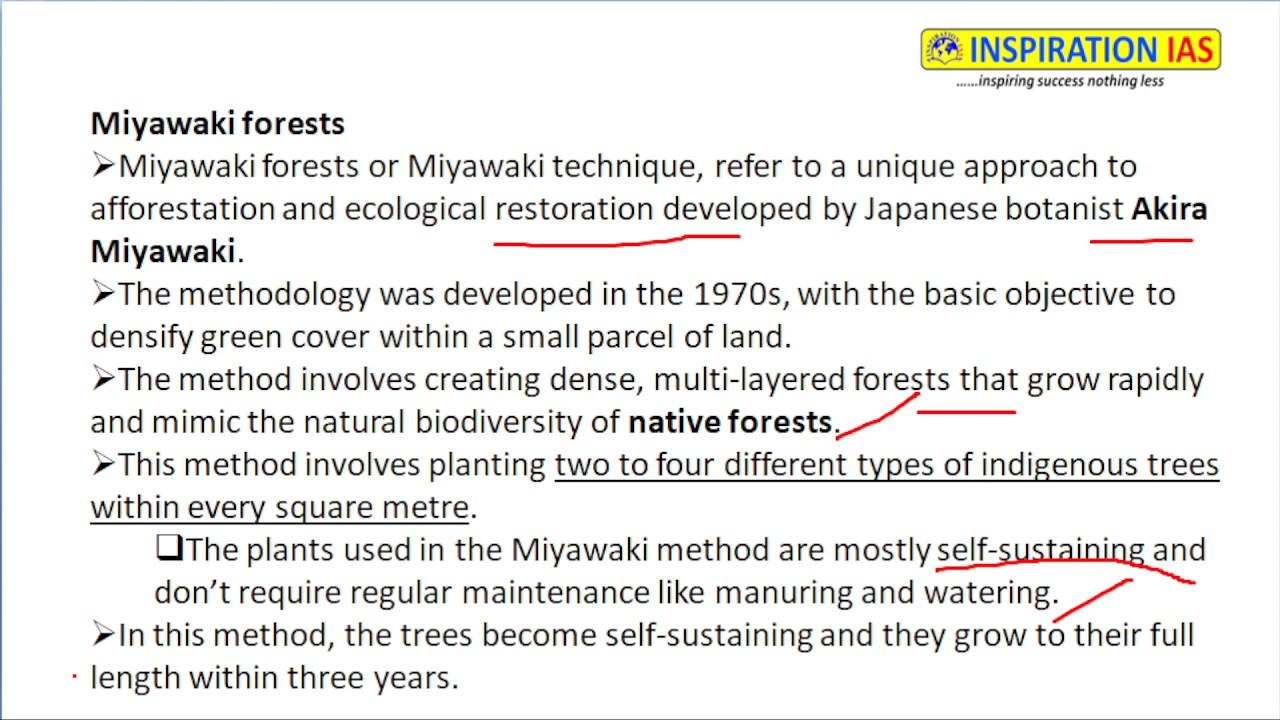 INSPIRATION IAS
......inspiring success nothing less
Miyawaki forests
➢Miyawaki forests or Miyawaki technique, refer to a unique approach to
afforestation and ecological restoration developed by Japanese botanist Akira
Miyawaki.
➢The methodology was developed in the 1970s, with the basic objective to
densify green cover within a small parcel of land.
➢The method involves creating dense, multi-layered forests that grow rapidly
and mimic the natural biodiversity of native forests.
➢This method involves planting two to four different types of indigenous trees
within every square metre.
❑The plants used in the Miyawaki method are mostly self-sustaining and
don’t require regular maintenance like manuring and watering.
➢In this method, the trees become self-sustaining and they grow to their full
length within three years.